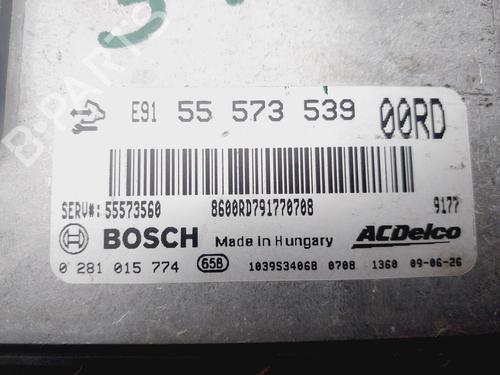 B-PARTS
E91 55 573 539 00RD
SERV#: 55573560 8600RD791770708 9177
BOSCH Made in Hungary ACDelco
0 281 015 774 658 1039S34068 0708 1360 09-06-26